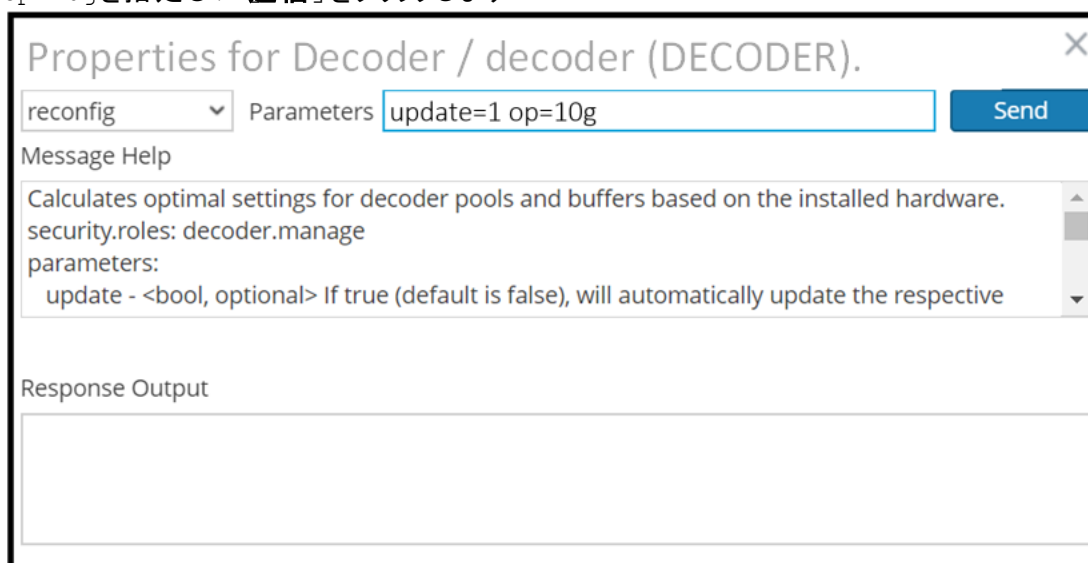 Properties for Decoder / decoder (DECODER).
reconfig Parameters update=1 op=10g Send
Message Help
Calculates optimal settings for decoder pools and buffers based on the installed hardware.
security.roles: decoder.manage
parameters:
update - <bool, optional> If true (default is false), will automatically update the respective
Response Output